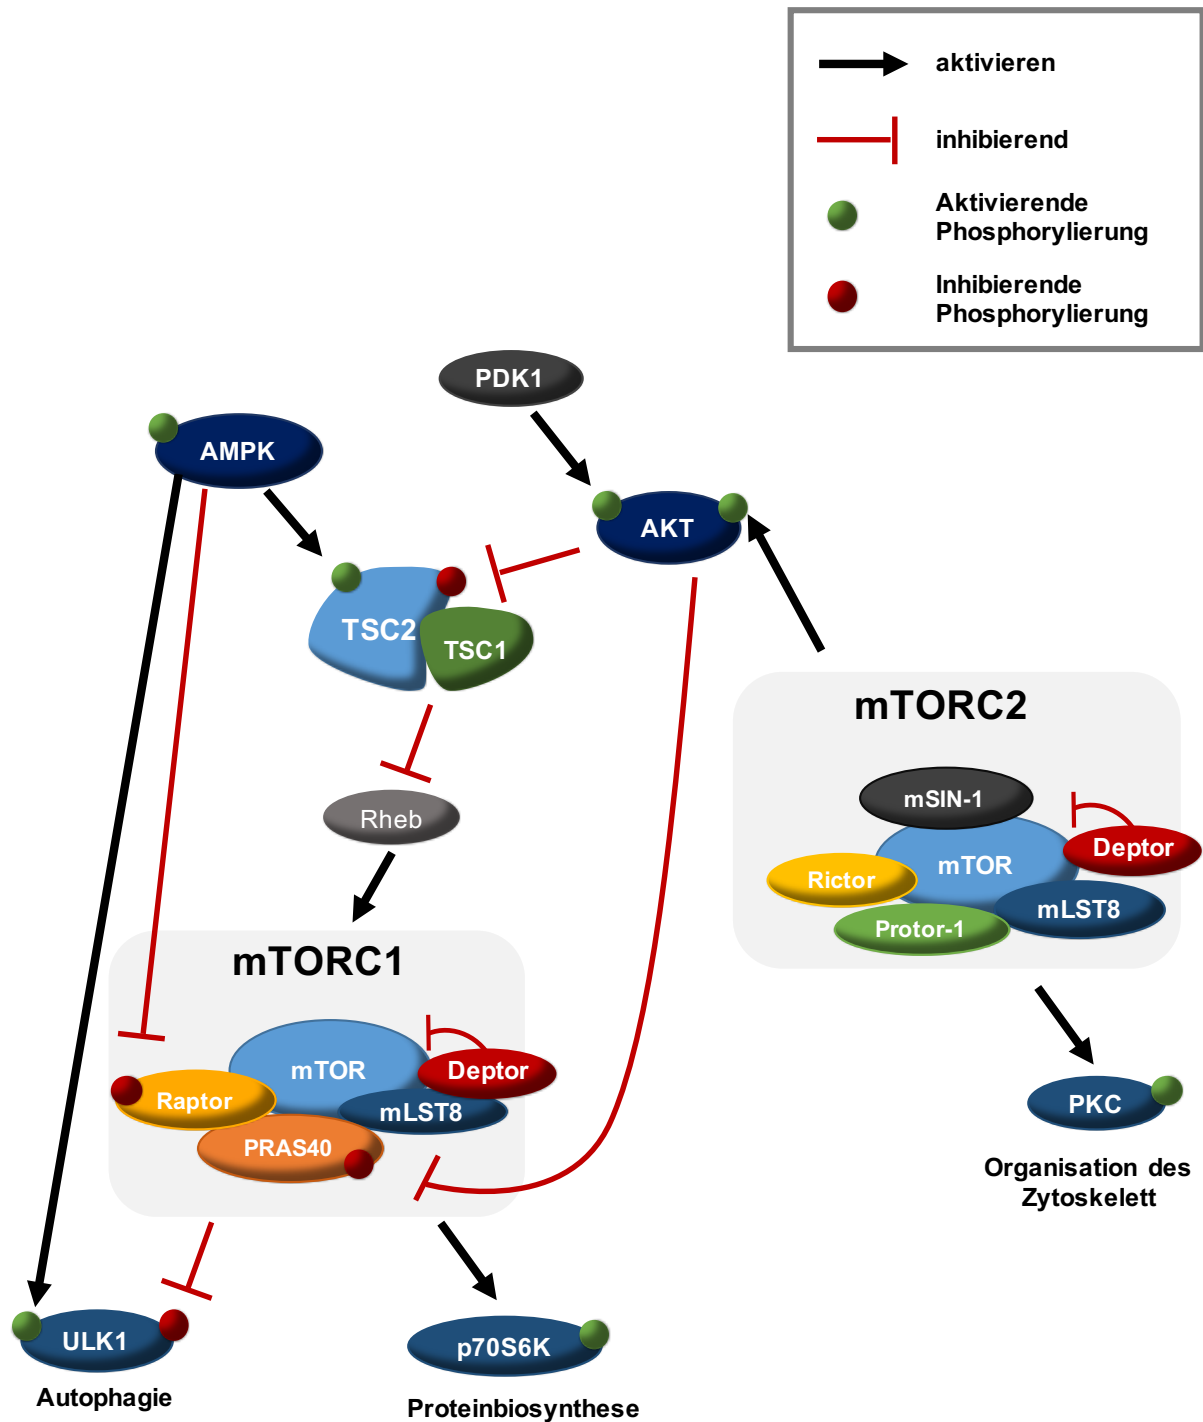 aktivieren
inhibierend
Aktivierende
Phosphorylierung
Inhibierende
Phosphorylierung
PDK1
AMPK
AKT
TSC2
TSC1
mTORC2
mSIN-1
Rheb
Deptor
mTOR
Rictor
mLST8
Protor-1
mTORC1
mTOR
Deptor
Raptor
mLST8
PRAS40
PKC
Organisation des
Zytoskelett
ULK1
p70S6K
Autophagie
Proteinbiosynthese